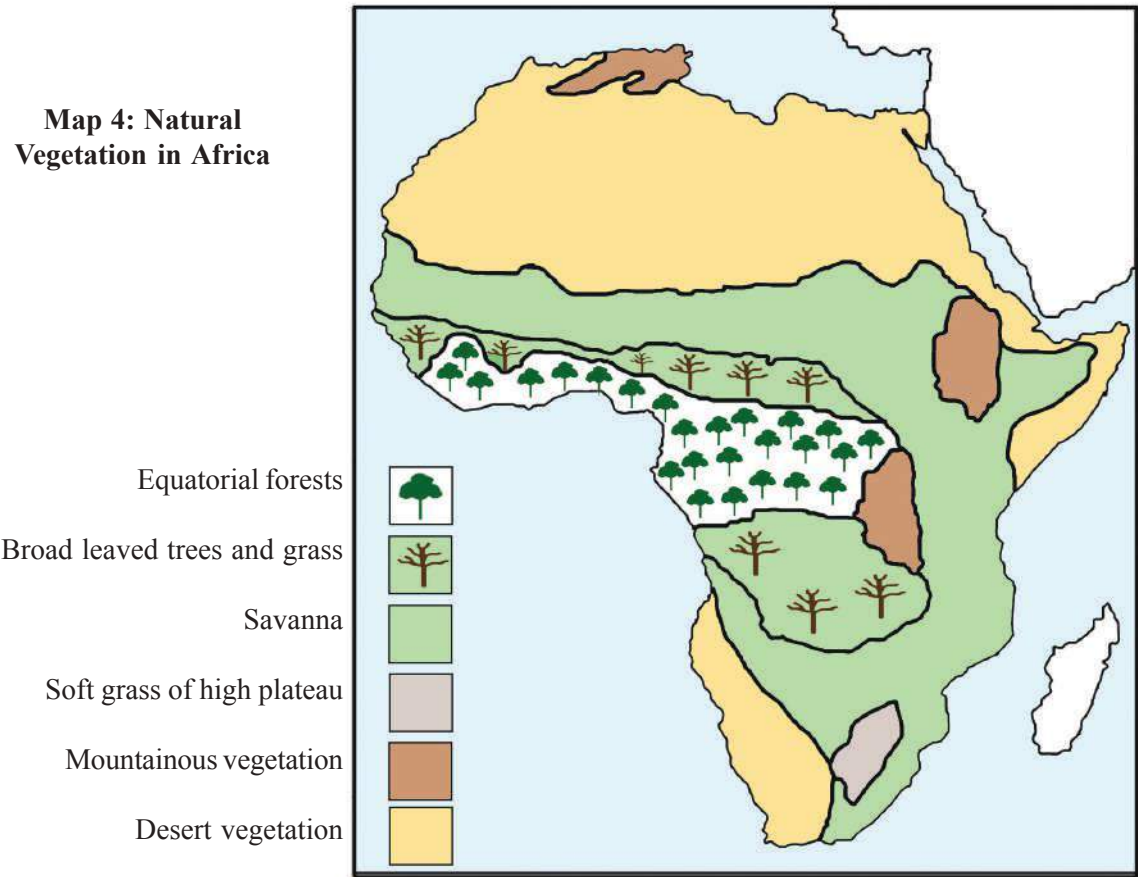 Map 4: Natural
Vegetation in Africa
Equatorial forests
Broad leaved trees and grass
Savanna
Soft grass of high plateau
Mountainous vegetation
Desert vegetation